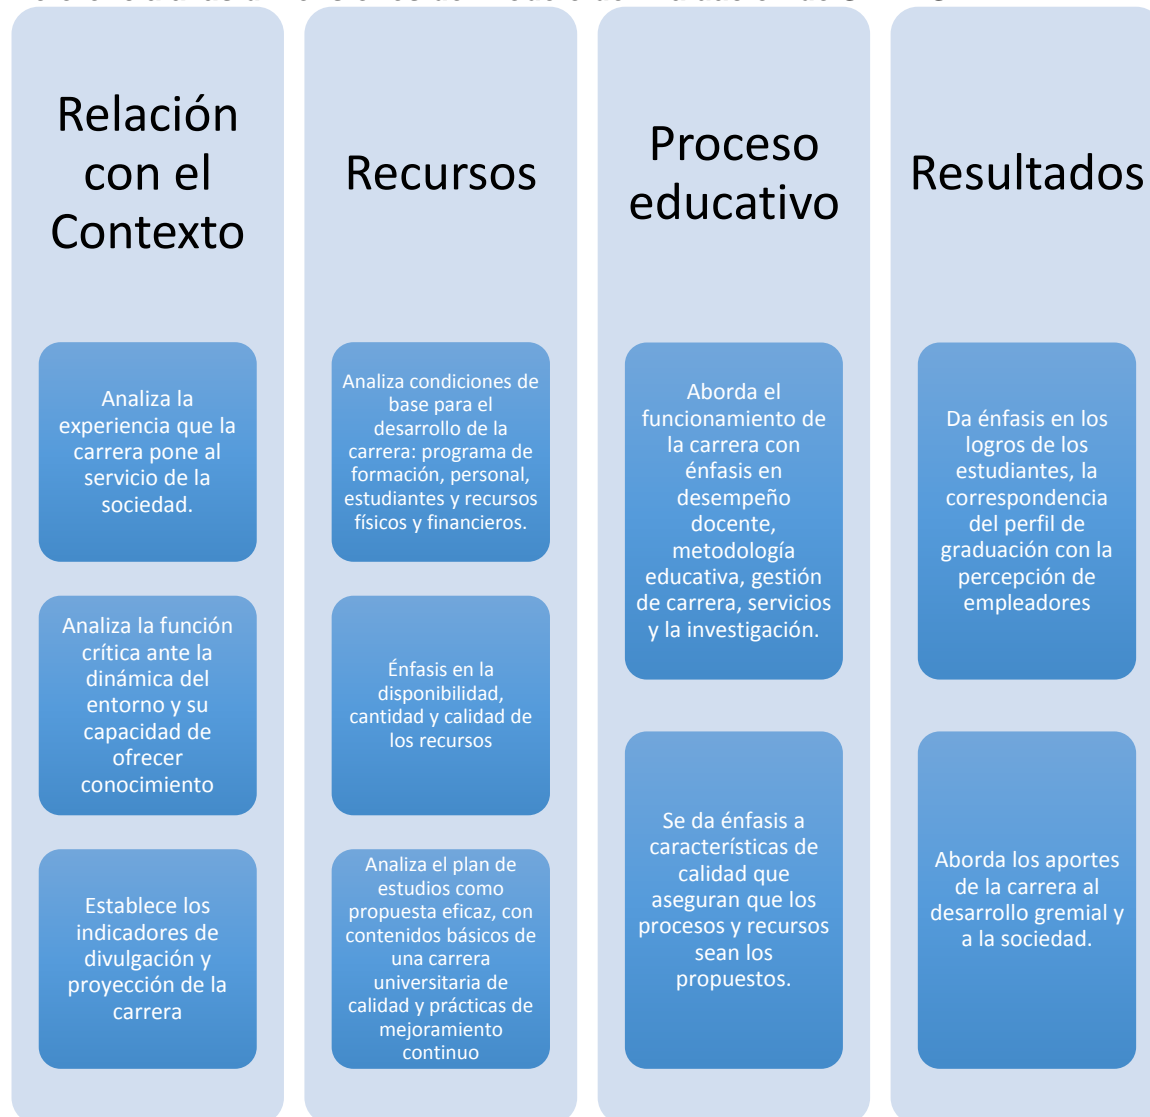 Relación
con el
Contexto
Analiza la
experiencia que la
carrera pone al
servicio de la
sociedad.
Analiza la función
crítica ante la
dinámica del
entorno y su
capacidad de
ofrecer
conocimiento
Establece los
indicadores de
divulgación y
proyección de la
carrera
Recursos
Analiza condiciones de
base para el
desarrollo de la
carrera: programa de
formación, personal,
estudiantes y recursos
físicos y financieros.
Énfasis en la
disponibilidad,
cantidad y calidad de
los recursos
Analiza el plan de
estudios como
propuesta eficaz, con
contenidos básicos de
una carrera
universitaria de
calidad y prácticas de
mejoramiento
continuo
Proceso
educativo
Aborda el
funcionamiento de
la carrera con
énfasis en
desempeño
docente,
metodología
educativa, gestión
de carrera, servicios
y la investigación.
Se da énfasis a
características de
calidad que
aseguran que los
procesos y recursos
sean los
propuestos.
Resultados
Da énfasis en los
logros de los
estudiantes, la
correspondencia
del perfil de
graduación con la
percepción de
empleadores
Aborda los aportes
de la carrera al
desarrollo gremial y
a la sociedad.